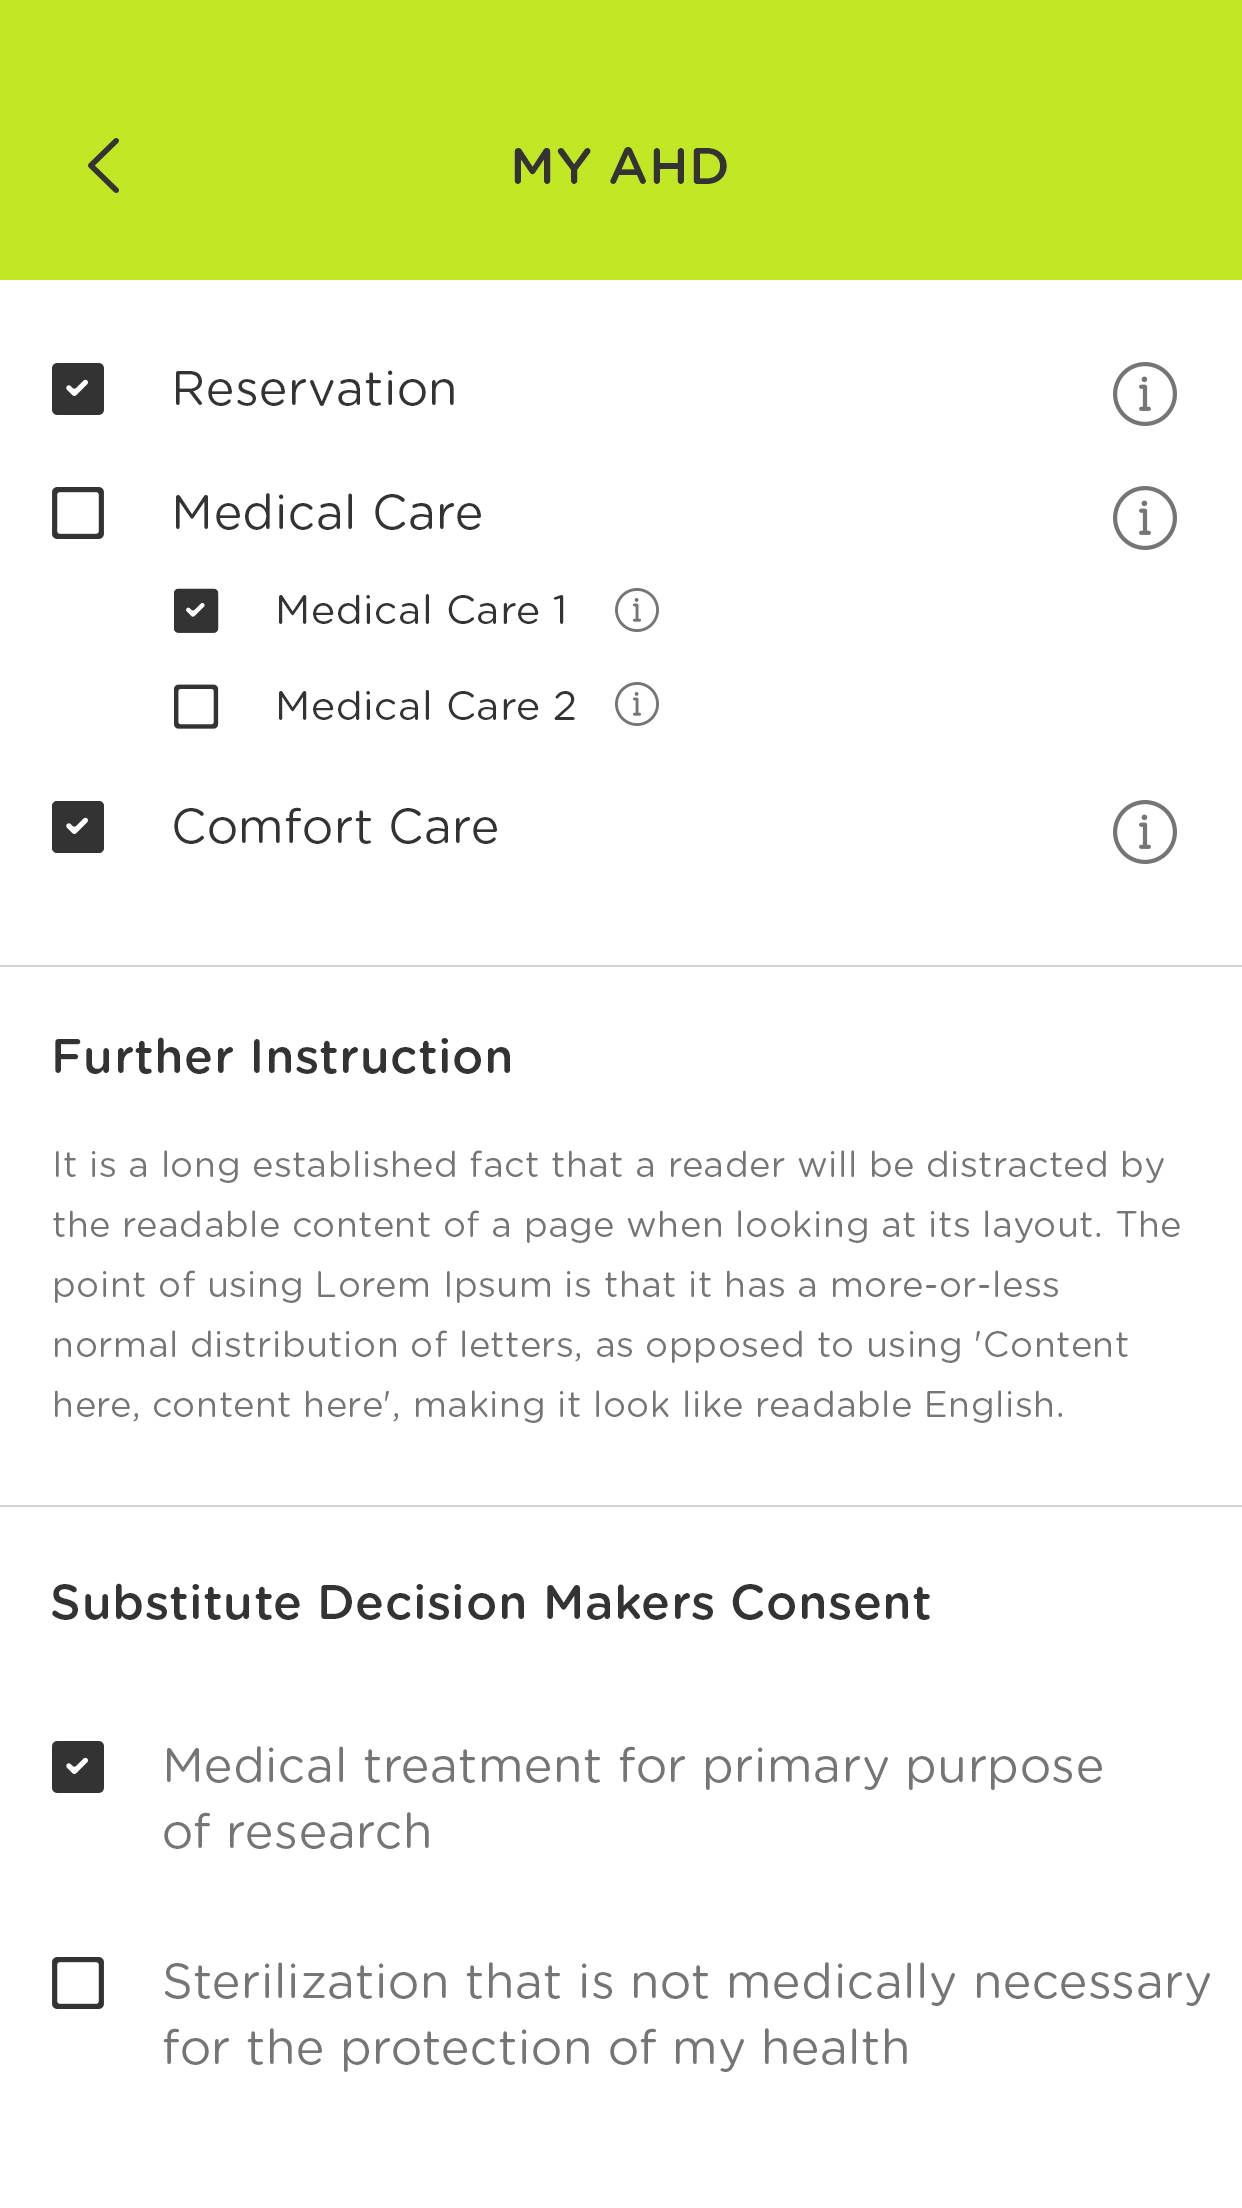 MY AHD
Reservation
Medical Care
Medical Care 1
Medical Care 2
Comfort Care
Further Instruction
It is a long established fact that a reader will be distracted by
the readable content of a page when looking at its layout. The
point of using Lorem Ipsum is that it has a more-or-less
normal distribution of letters, as opposed to using 'Content
here, content here', making it look like readable English.
Substitute Decision Makers Consent
Medical treatment for primary purpose
of research
Sterilization that is not medically necessary
for the protection of my health